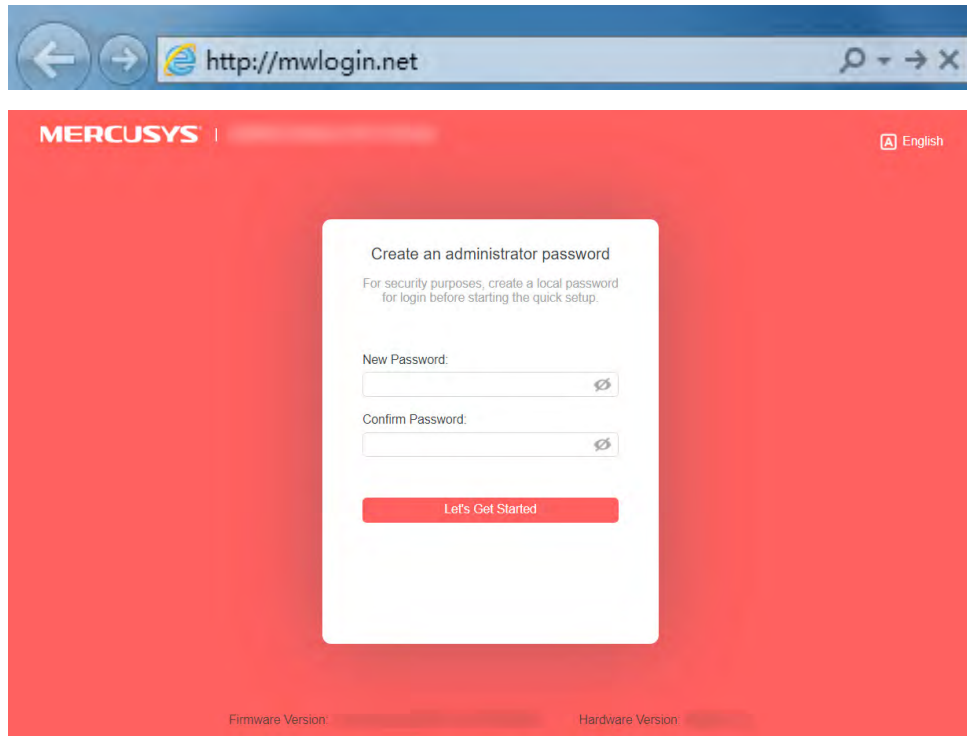 http://mwlogin.net
MERCUSYS |
A English
Create an administrator password
For security purposes, create a local password
for login before starting the quick setup.
New Password:
Confirm Password:
Let's Get Started
Firmware Version:
Hardware Version